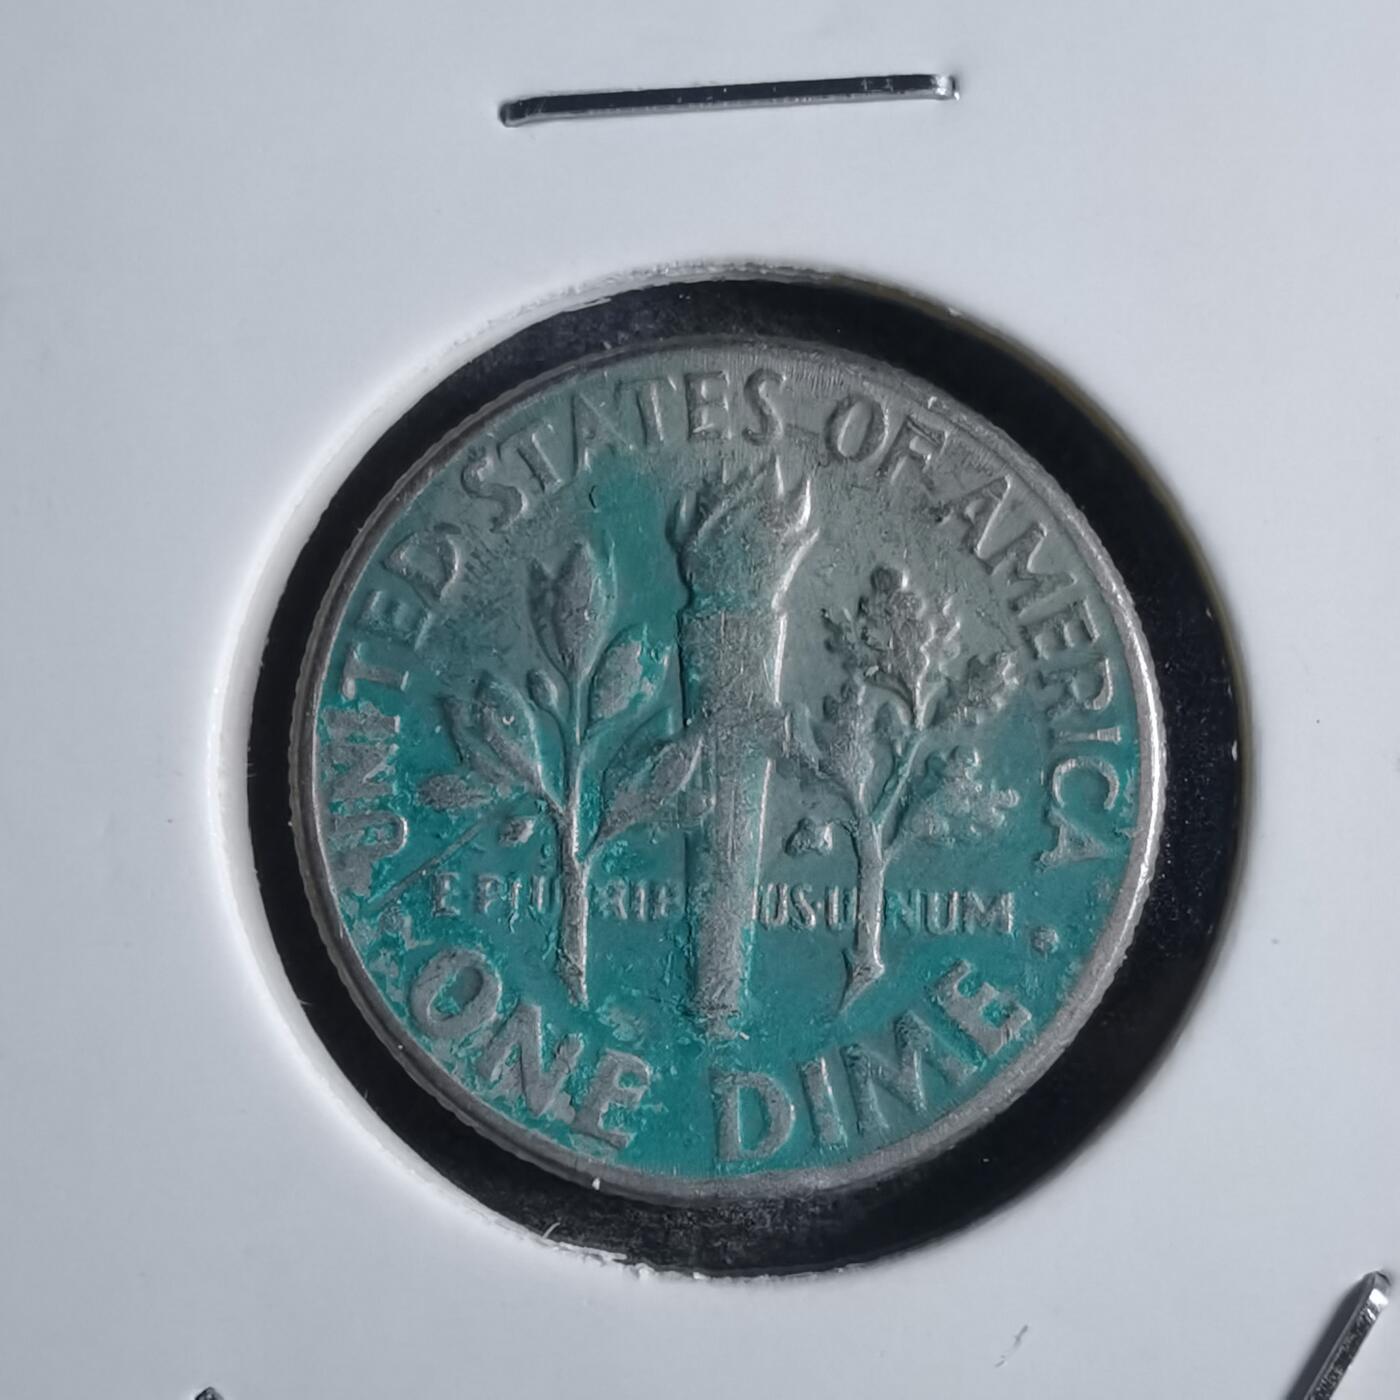 UNITED STATES OF AMERICA
E·PLURIBUS·UNUM
ONE DIME